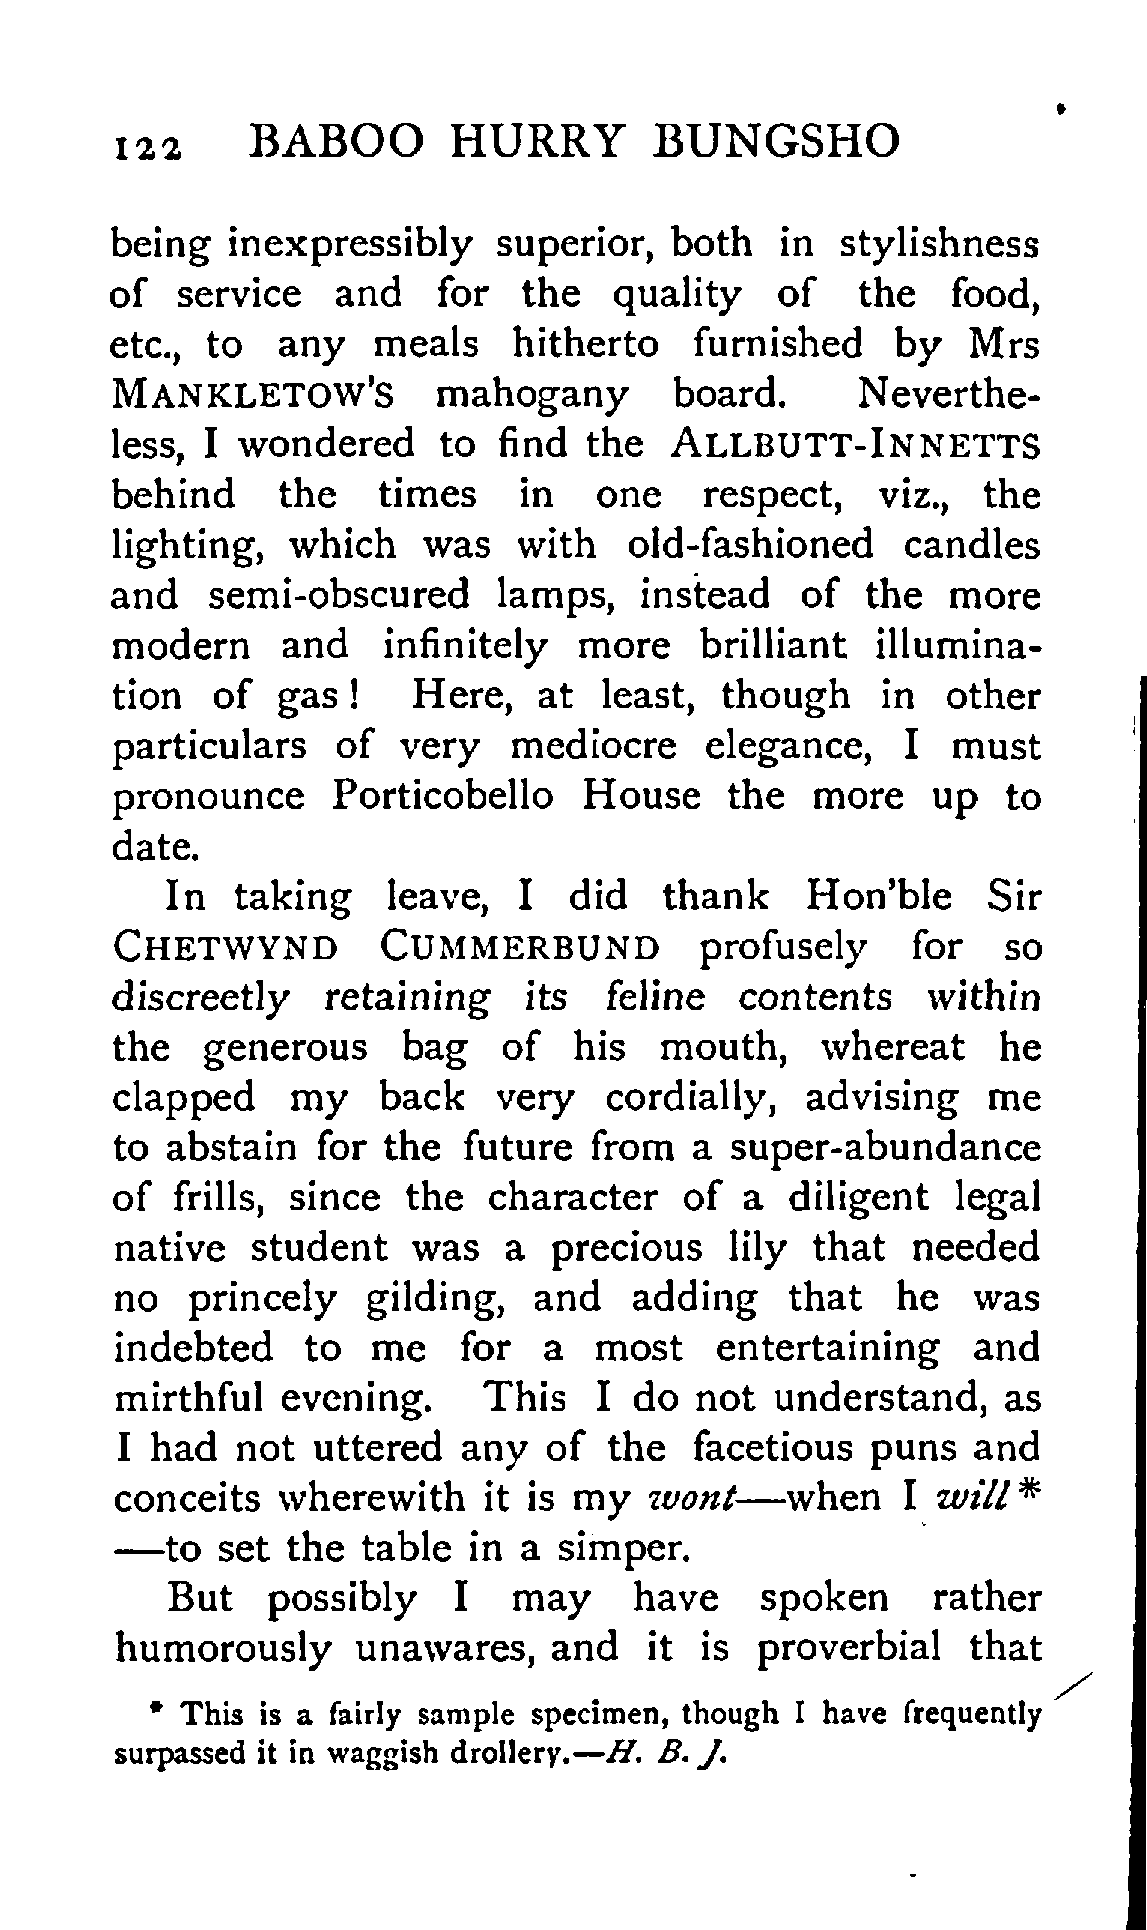 122 BABOO HURRY BUNGSHO
being inexpressibly superior, both in stylishness
of service and for the quality of the food,
etc., to any meals hitherto furnished by Mrs
MANKLETOW'S mahogany board. Neverthe-
less, I wondered to find the ALLBUTT-INNETTS
behind the times in one respect, viz., the
lighting, which was with old-fashioned candles
and semi-obscured lamps, instead of the more
modern and infinitely more brilliant illumina-
tion of gas! Here, at least, though in other
particulars of very mediocre elegance, I must
pronounce Porticobello House the more up to
date.
In taking leave, I did thank Hon'ble Sir
CHETWYND CUMMERBUND profusely for so
discreetly retaining its feline contents within
the generous bag of his mouth, whereat he
clapped my back very cordially, advising me
to abstain for the future from a super-abundance
of frills, since the character of a diligent legal
native student was a precious lily that needed
no princely gilding, and adding that he was
indebted to me for a most entertaining and
mirthful evening. This I do not understand, as
I had not uttered any of the facetious puns and
conceits wherewith it is my wont—when I will*
—to set the table in a simper.
But possibly I may have spoken rather
humorously unawares, and it is proverbial that
* This is a fairly sample specimen, though I have frequently
surpassed it in waggish drollery.—H. B. J.